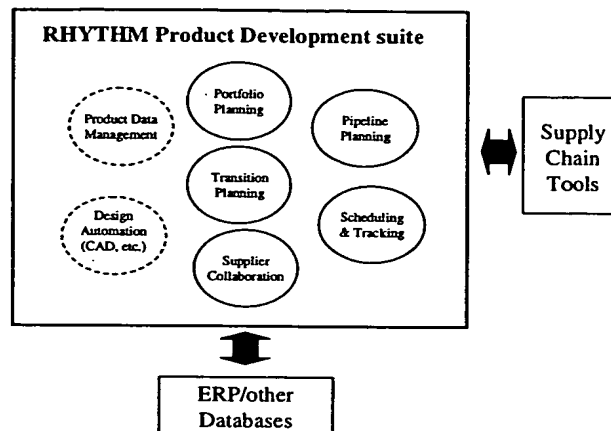 RHYTHM Product Development suite
Portfolio
Planning
Product Data
Management
Pipeline
Planning
Transition
Planning
Design
Automation
(CAD, etc.)
Scheduling
& Tracking
Supplier
Collaboration
Supply
Chain
Tools
ERP/other
Databases